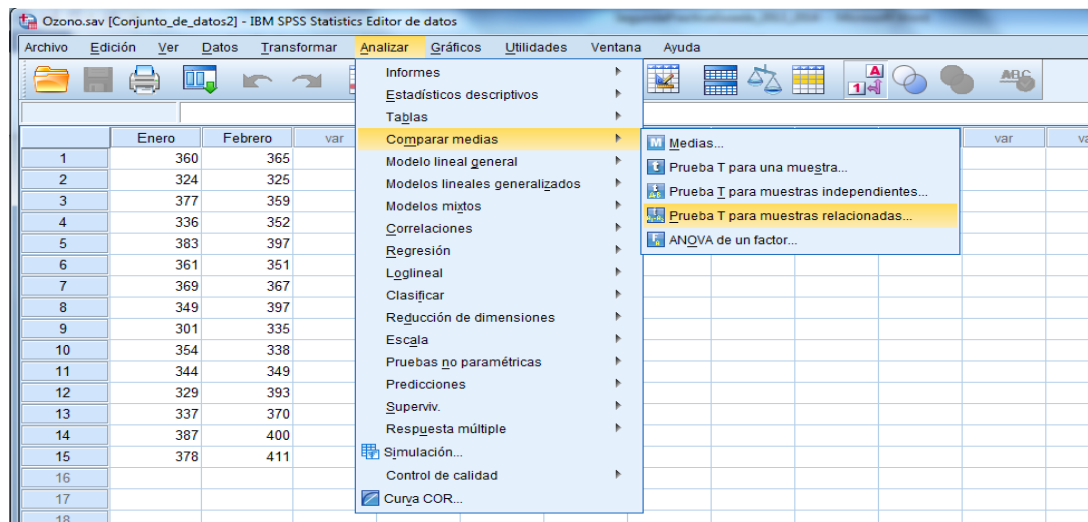 Ozono.sav [Conjunto_de_datos2] - IBM SPSS Statistics Editor de datos
Archivo Edición Ver Datos Transformar Analizar Gráficos Utilidades Ventana Ayuda
Enero Febrero var var
1 360 365
2 324 325
3 377 359
4 336 352
5 383 397
6 361 351
7 369 367
8 349 397
9 301 335
10 354 338
11 344 349
12 329 393
13 337 370
14 387 400
15 378 411
16
17
18
Informes
Estadísticos descriptivos
Tablas
Comparar medias
Modelo lineal general
Modelos lineales generalizados
Modelos mixtos
Correlaciones
Regresión
Loglineal
Clasificar
Reducción de dimensiones
Escala
Pruebas no paramétricas
Predicciones
Superviv.
Respuesta múltiple
Simulación...
Control de calidad
Curva COR...
Medias...
Prueba T para una muestra...
Prueba T para muestras independientes...
Prueba T para muestras relacionadas...
ANOVA de un factor...